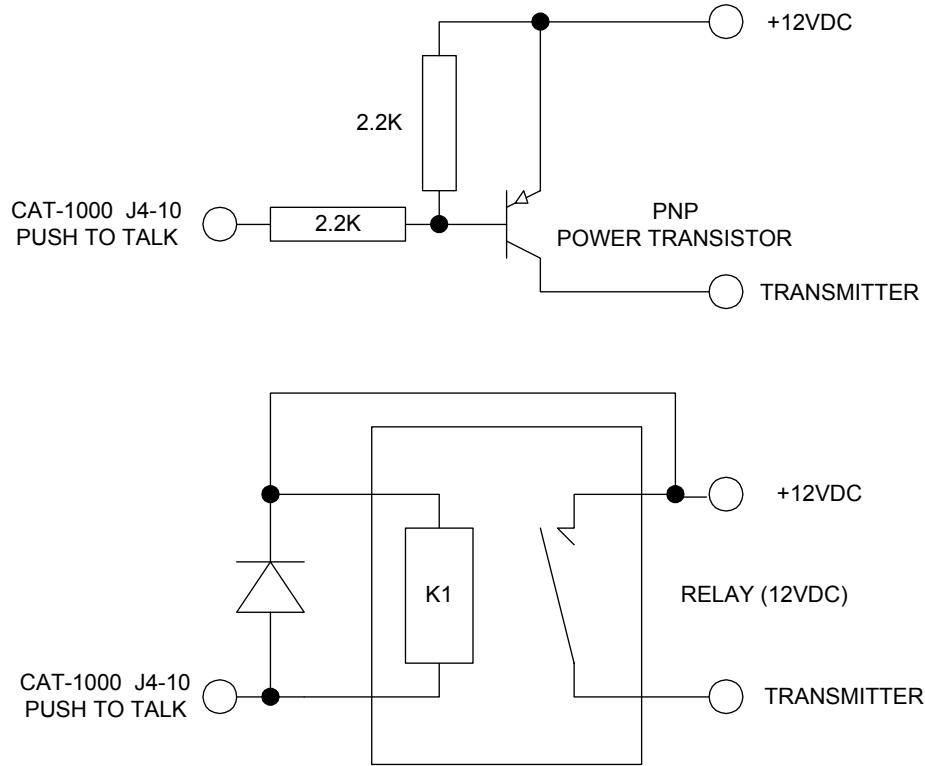 +12VDC
2.2K
CAT-1000 J4-10
PUSH TO TALK
2.2K
PNP
POWER TRANSISTOR
TRANSMITTER
+12VDC
K1
RELAY (12VDC)
CAT-1000 J4-10
PUSH TO TALK
TRANSMITTER